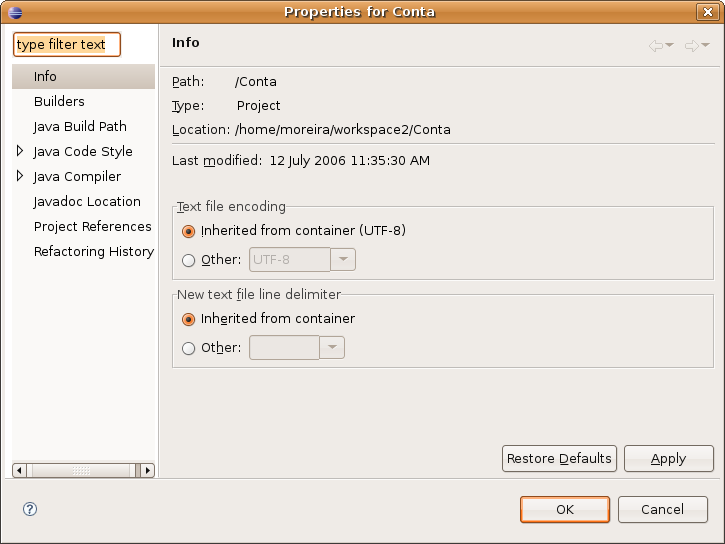 Properties for Conta
type filter text
Info
Builders
Java Build Path
Java Code Style
Java Compiler
Javadoc Location
Project References
Refactoring History
Info
Path: /Conta
Type: Project
Location: /home/moreira/workspace2/Conta
Last modified: 12 July 2006 11:35:30 AM
Text file encoding
Inherited from container (UTF-8)
Other: UTF-8
New text file line delimiter
Inherited from container
Other:
Restore Defaults Apply
? OK Cancel